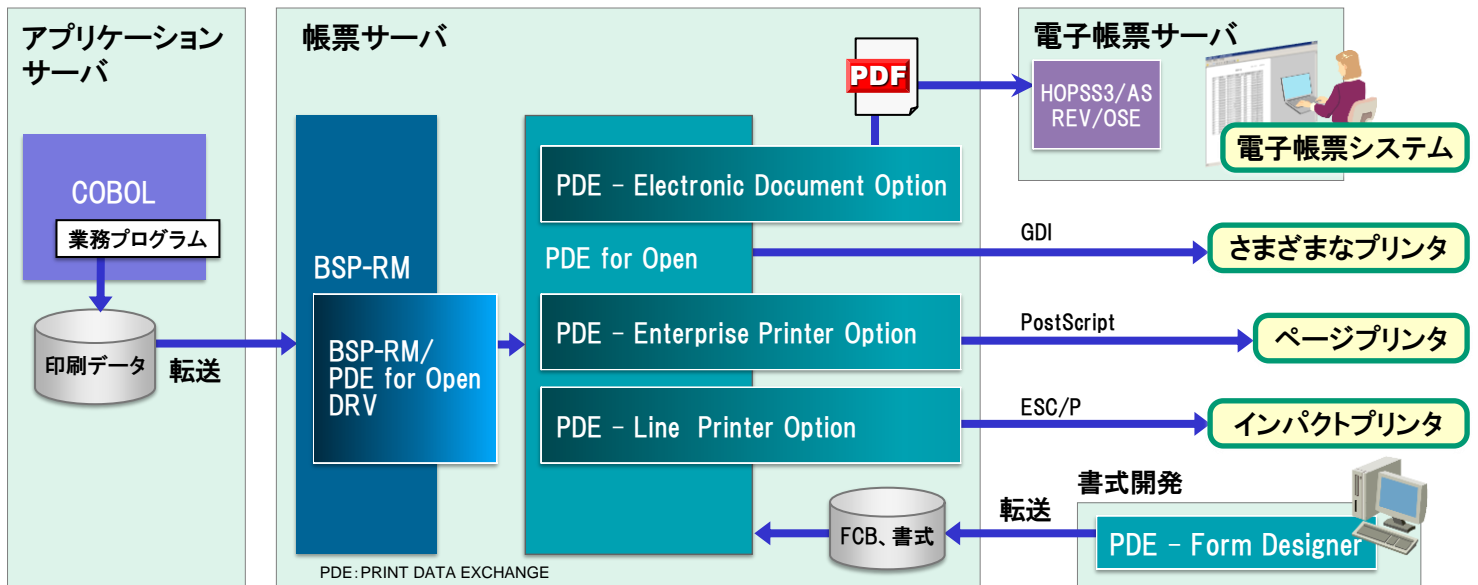 アプリケーション
サーバ
COBOL
業務プログラム
印刷データ
転送
帳票サーバ
BSP-RM
BSP-RM/
PDE for Open
DRV
PDF
PDE - Electronic Document Option
PDE for Open
PDE - Enterprise Printer Option
PDE - Line Printer Option
FCB、書式
PDE:PRINT DATA EXCHANGE
電子帳票サーバ
HOPSS3/AS
REV/OSE
電子帳票システム
GDI
さまざまなプリンタ
PostScript
ページプリンタ
ESC/P
インパクトプリンタ
書式開発
転送
PDE - Form Designer